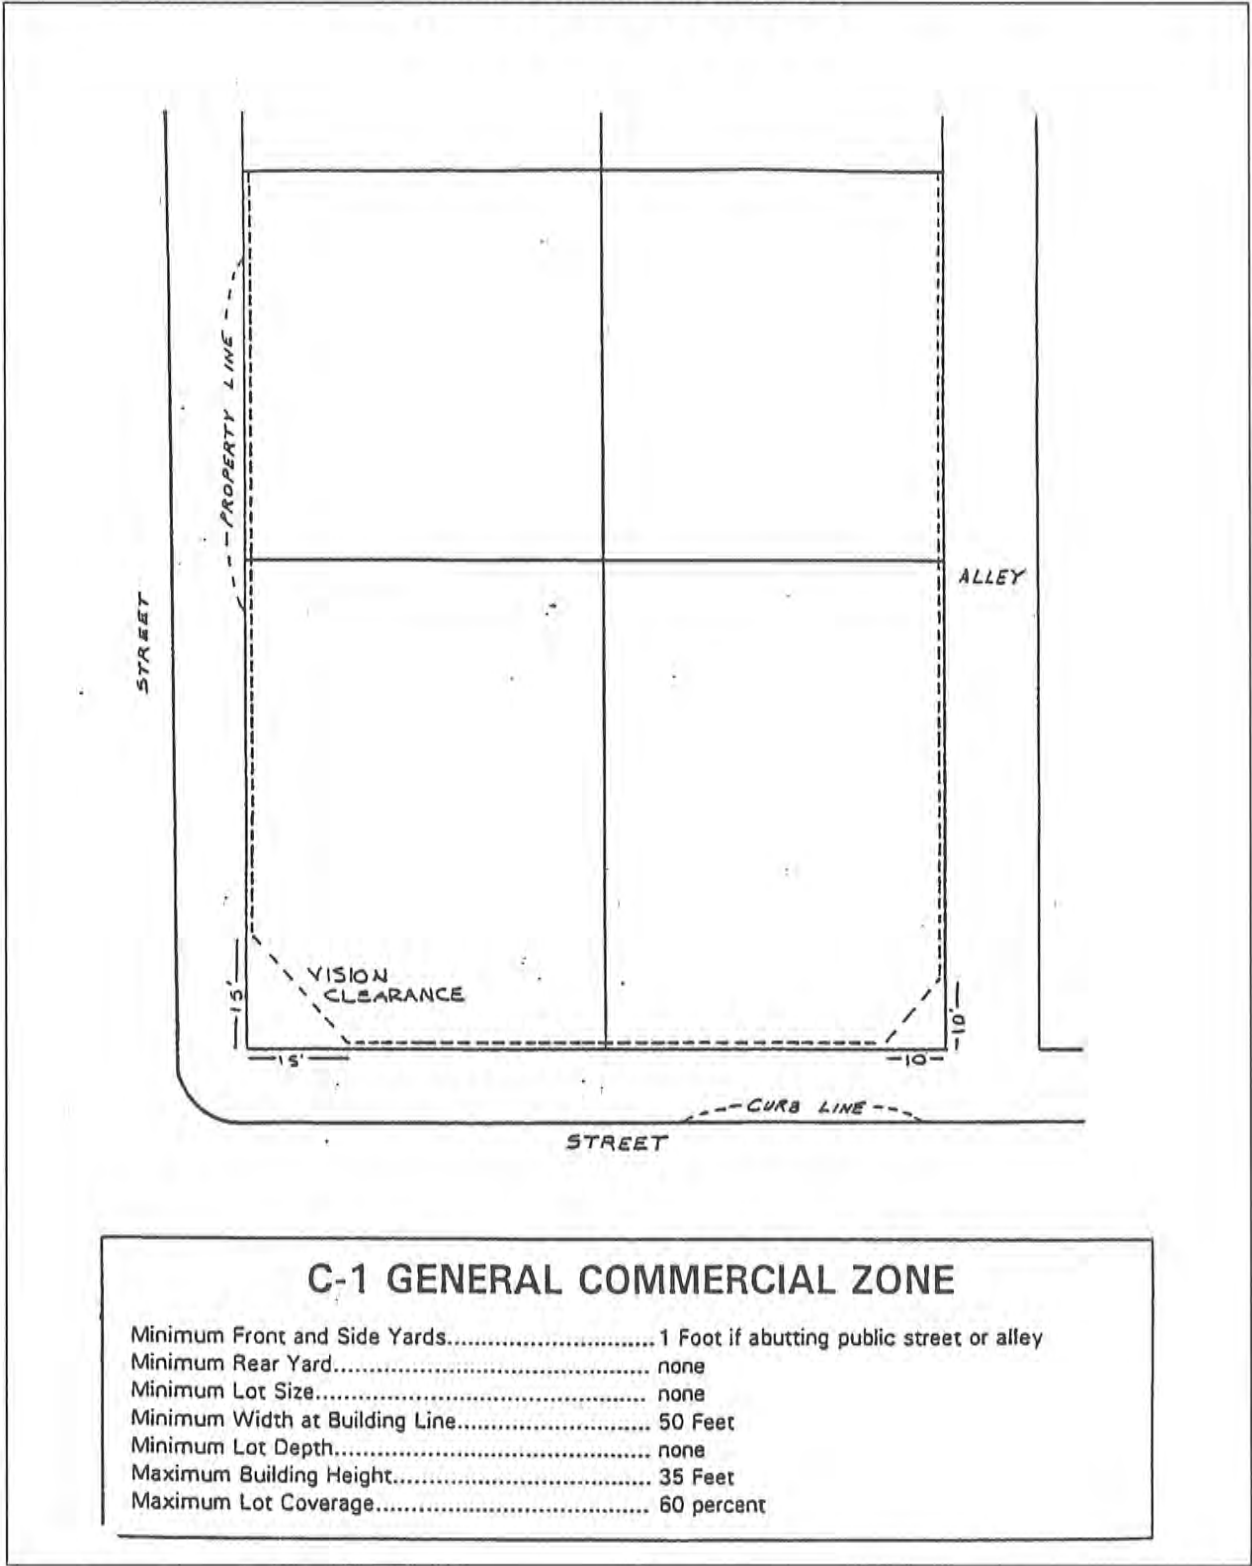 PROPERTY LINE
STREET
ALLEY
VISION
CLEARANCE
15'
15'
10'
10
CURB LINE
STREET
C-1 GENERAL COMMERCIAL ZONE
Minimum Front and Side Yards.............................. 1 Foot if abutting public street or alley
Minimum Rear Yard............................................. none
Minimum Lot Size................................................ none
Minimum Width at Building Line............................ 50 Feet
Minimum Lot Depth............................................. none
Maximum Building Height..................................... 35 Feet
Maximum Lot Coverage........................................ 60 percent